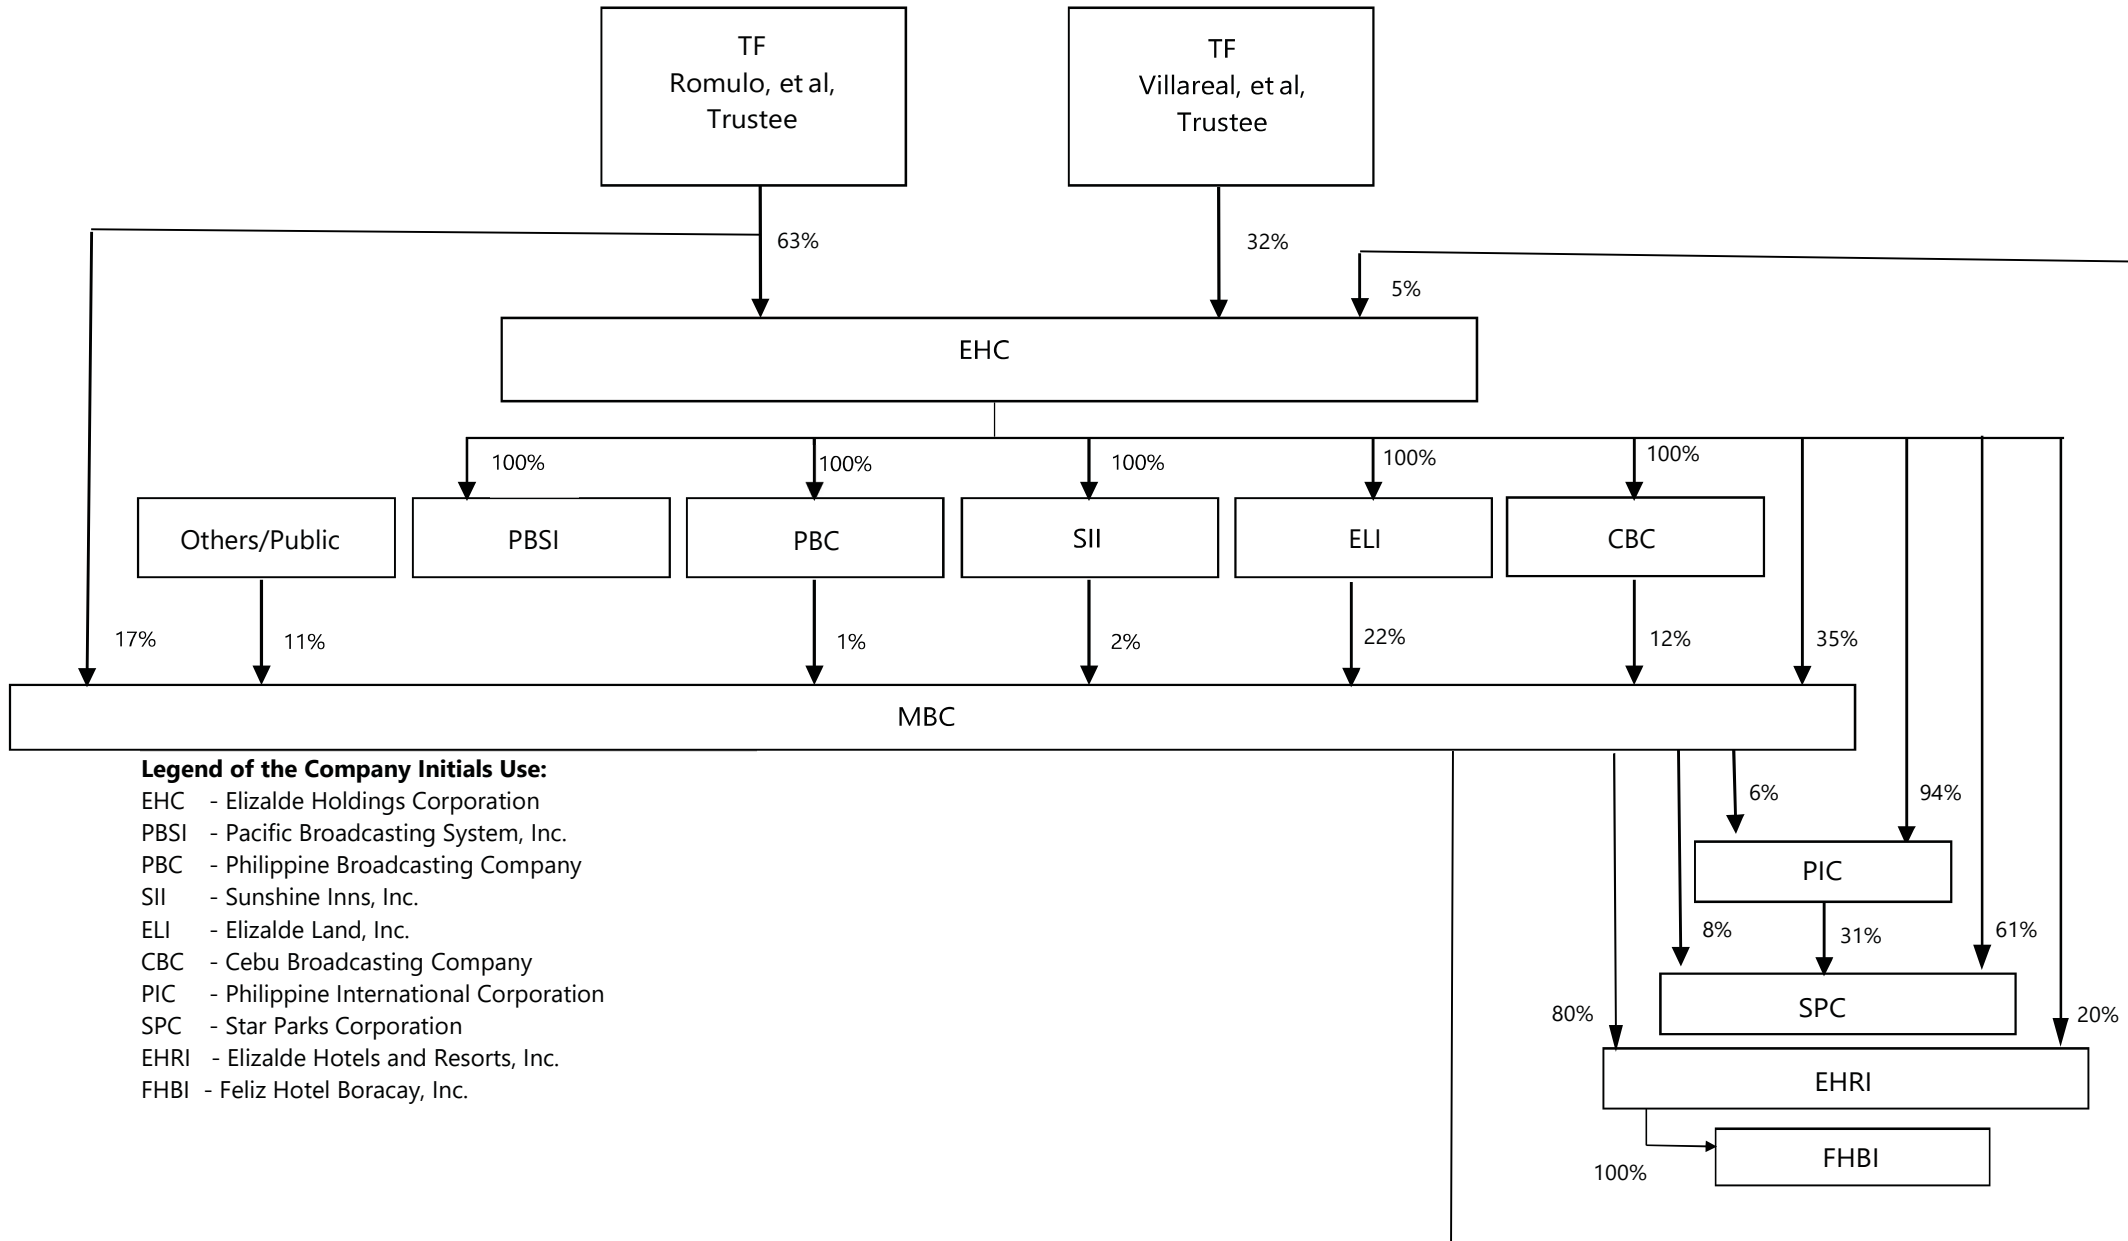 TF
Romulo, et al,
Trustee
TF
Villareal, et al,
Trustee
63%
32%
5%
EHC
100%
100%
100%
100%
100%
Others/Public
PBSI
PBC
SII
ELI
CBC
17%
11%
1%
2%
22%
12%
35%
MBC
Legend of the Company Initials Use:
EHC - Elizalde Holdings Corporation
PBSI - Pacific Broadcasting System, Inc.
PBC - Philippine Broadcasting Company
SII - Sunshine Inns, Inc.
ELI - Elizalde Land, Inc.
CBC - Cebu Broadcasting Company
PIC - Philippine International Corporation
SPC - Star Parks Corporation
EHRI - Elizalde Hotels and Resorts, Inc.
FHBI - Feliz Hotel Boracay, Inc.
6%
94%
PIC
8%
31%
61%
SPC
80%
20%
EHRI
FHBI
100%